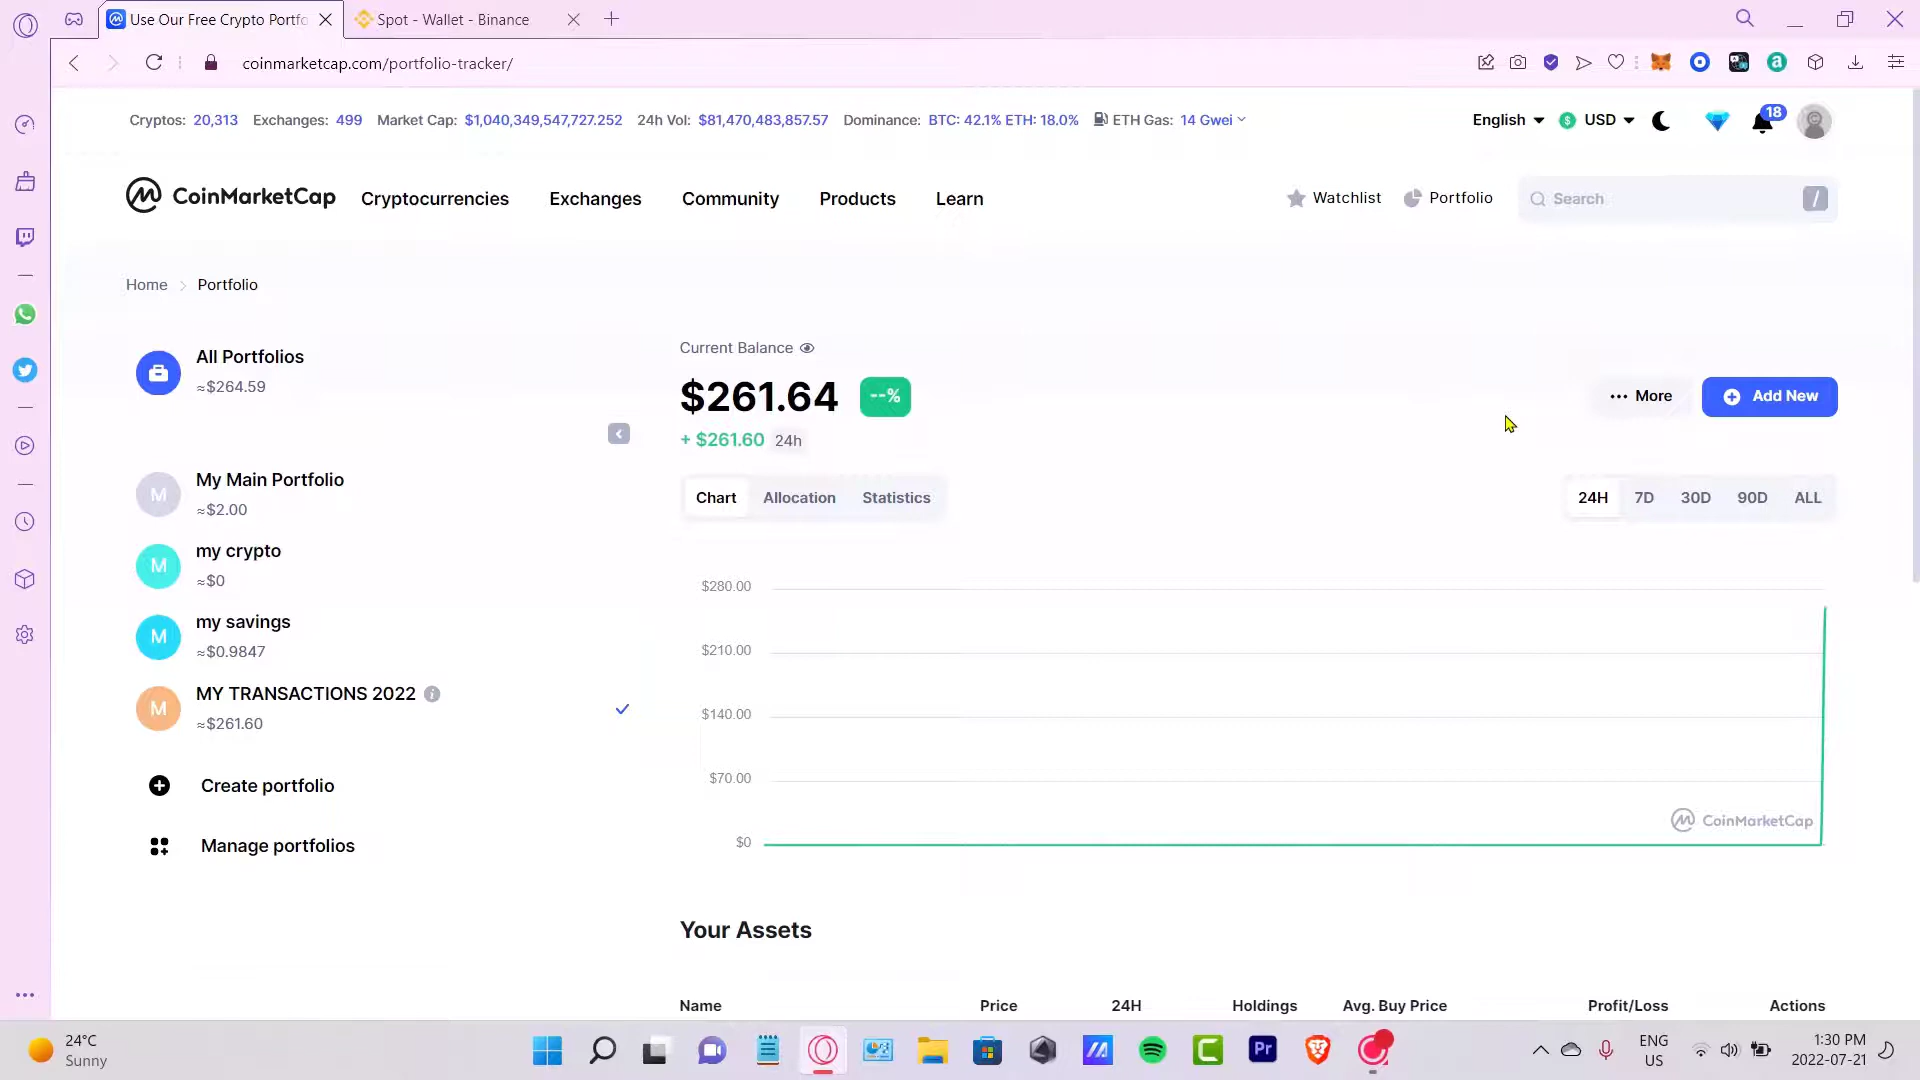 Use Our Free Crypto Portfo
Spot - Wallet - Binance
coinmarketcap.com/portfolio-tracker/
Cryptos: 20,313 Exchanges: 499 Market Cap: $1,040,349,547,727.252 24h Vol: $81,470,483,857.57 Dominance: BTC: 42.1% ETH: 18.0% ETH Gas: 14 Gwei
English $ USD 18
CoinMarketCap Cryptocurrencies Exchanges Community Products Learn Watchlist Portfolio Search /
Home Portfolio
All Portfolios
≈$264.59
M My Main Portfolio
≈$2.00
M my crypto
≈$0
M my savings
≈$0.9847
M MY TRANSACTIONS 2022
≈$261.60
Create portfolio
Manage portfolios
Current Balance
$261.64 --%
+ $261.60 24h
More Add New
Chart Allocation Statistics
24H 7D 30D 90D ALL
$280.00
$210.00
$140.00
$70.00
$0
CoinMarketCap
Your Assets
Name Price 24H Holdings Avg. Buy Price Profit/Loss Actions
24°C
Sunny
Pr
ENG
US
1:30 PM
2022-07-21